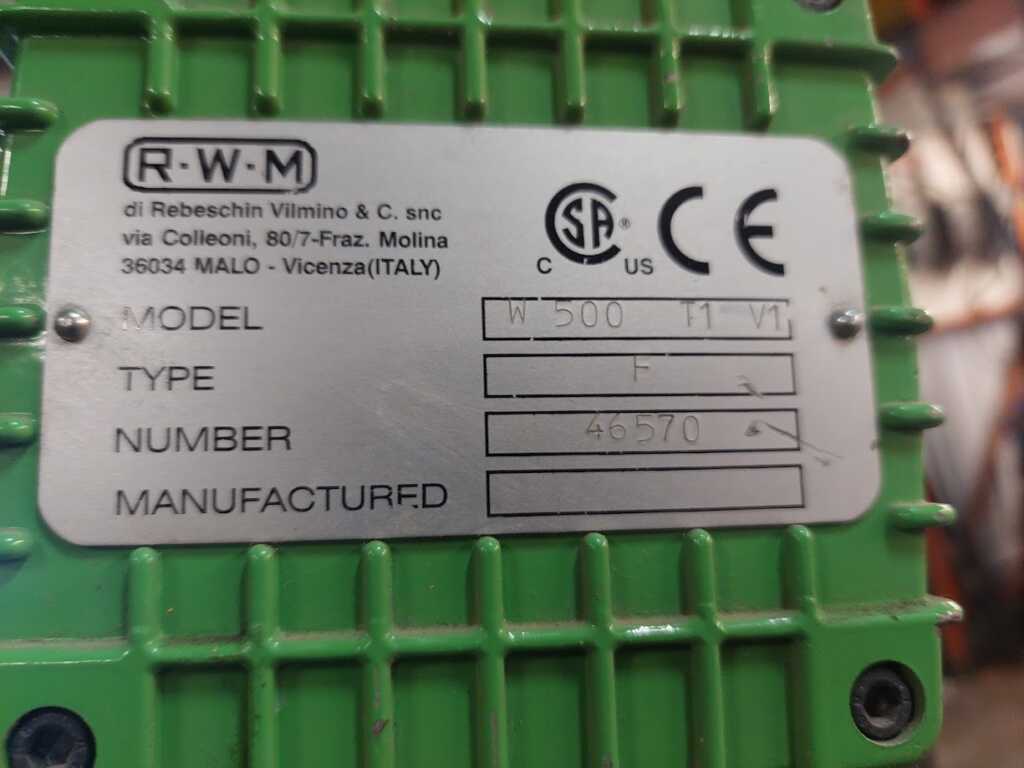 R·W·M
di Rebeschin Vilmino & C. snc
via Colleoni, 80/7-Fraz. Molina
36034 MALO - Vicenza(ITALY)
C SA ® US CE
MODEL W 500 T1 V1
TYPE F
NUMBER 46570
MANUFACTURED